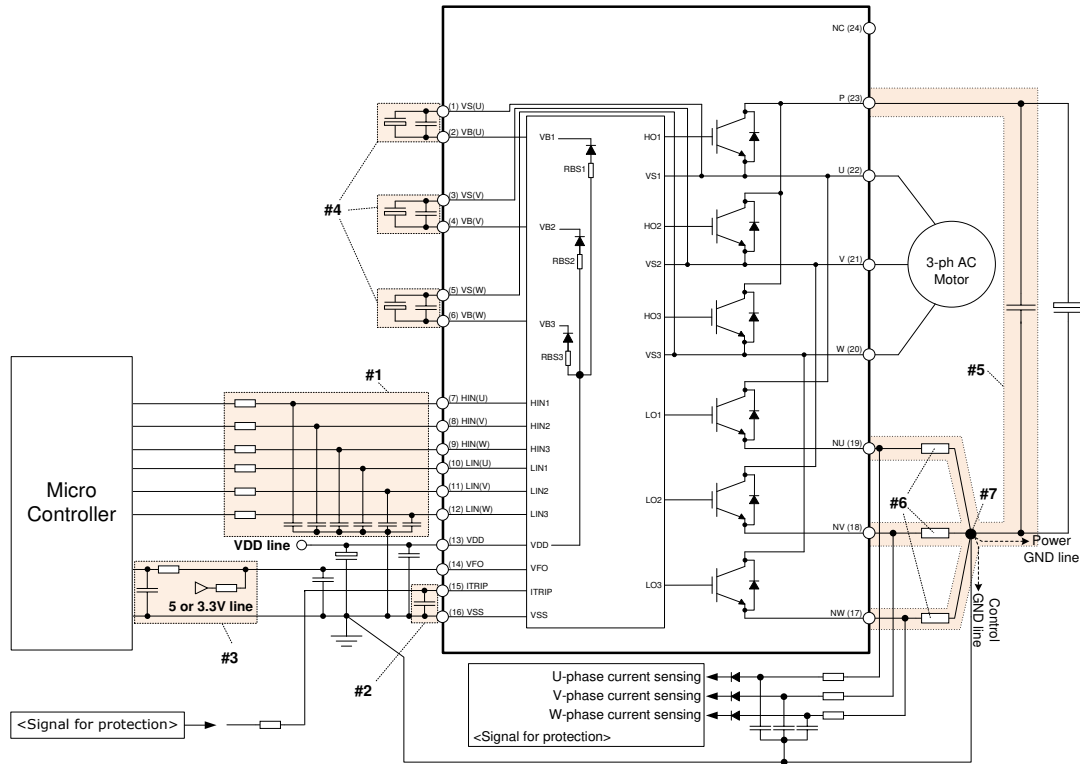 NC (24)
(1) VS(U)
(2) VB(U)
(3) VS(V)
(4) VB(V)
(5) VS(W)
(6) VB(W)
#4
VB1
RBS1
VB2
RBS2
VB3
RBS3
HO1
VS1
HO2
VS2
HO3
VS3
LO1
LO2
LO3
P (23)
U (22)
V (21)
W (20)
3-ph AC
Motor
#5
#1
(7) HIN(U)
(8) HIN(V)
(9) HIN(W)
(10) LIN(U)
(11) LIN(V)
(12) LIN(W)
(13) VDD
(14) VFO
(15) ITRIP
(16) VSS
HIN1
HIN2
HIN3
LIN1
LIN2
LIN3
VDD
VFO
ITRIP
VSS
Micro
Controller
VDD line
5 or 3.3V line
#3
#2
NU (19)
NV (18)
NW (17)
#6
#7
Power
GND line
Control
GND line
U-phase current sensing
V-phase current sensing
W-phase current sensing
<Signal for protection>
<Signal for protection>